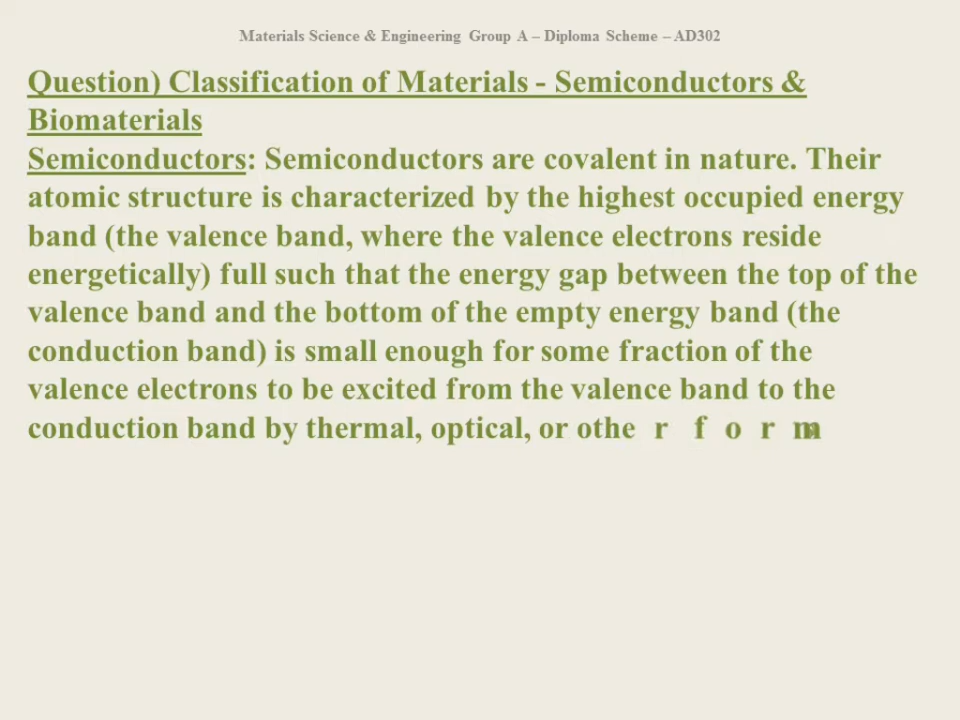 Materials Science & Engineering Group A – Diploma Scheme – AD302
Question) Classification of Materials - Semiconductors &
Biomaterials
Semiconductors: Semiconductors are covalent in nature. Their
atomic structure is characterized by the highest occupied energy
band (the valence band, where the valence electrons reside
energetically) full such that the energy gap between the top of the
valence band and the bottom of the empty energy band (the
conduction band) is small enough for some fraction of the
valence electrons to be excited from the valence band to the
conduction band by thermal, optical, or other forms